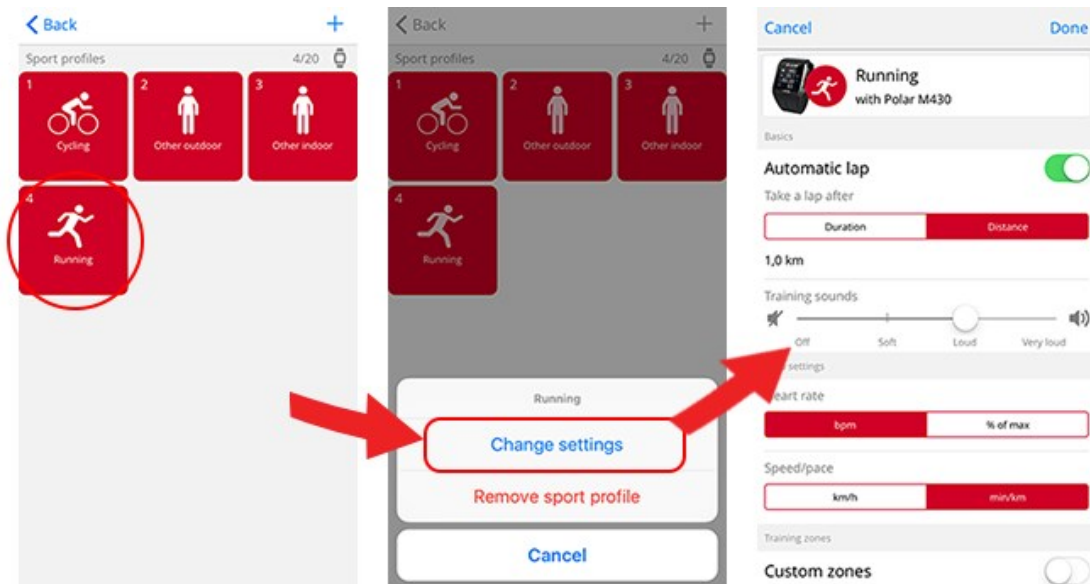 Back
+
Sport profiles 4/20
1
Cycling
2
Other outdoor
3
Other indoor
4
Running
Back
+
Sport profiles 4/20
1
Cycling
2
Other outdoor
3
Other indoor
4
Running
Running
Change settings
Remove sport profile
Cancel
Cancel Done
Running
with Polar M430
Basics
Automatic lap
Take a lap after
Duration Distance
1,0 km
Training sounds
Off Soft Loud Very loud
settings
eart rate
bpm % of max
Speed/pace
km/h min/km
Training zones
Custom zones